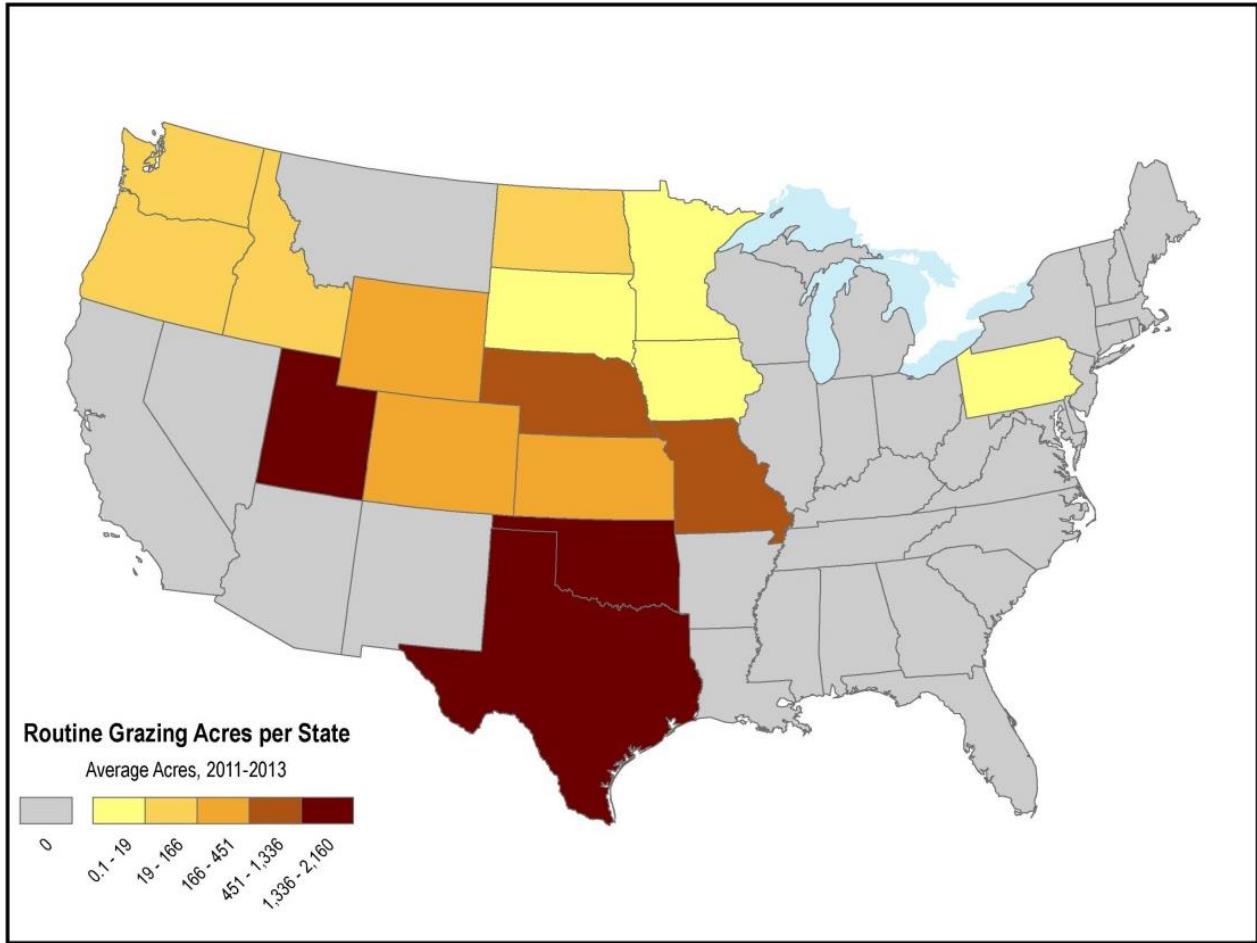 Routine Grazing Acres per State
Average Acres, 2011-2013
0
0.1 - 19
19 - 166
166 - 451
451 - 1,336
1,336 - 2,160